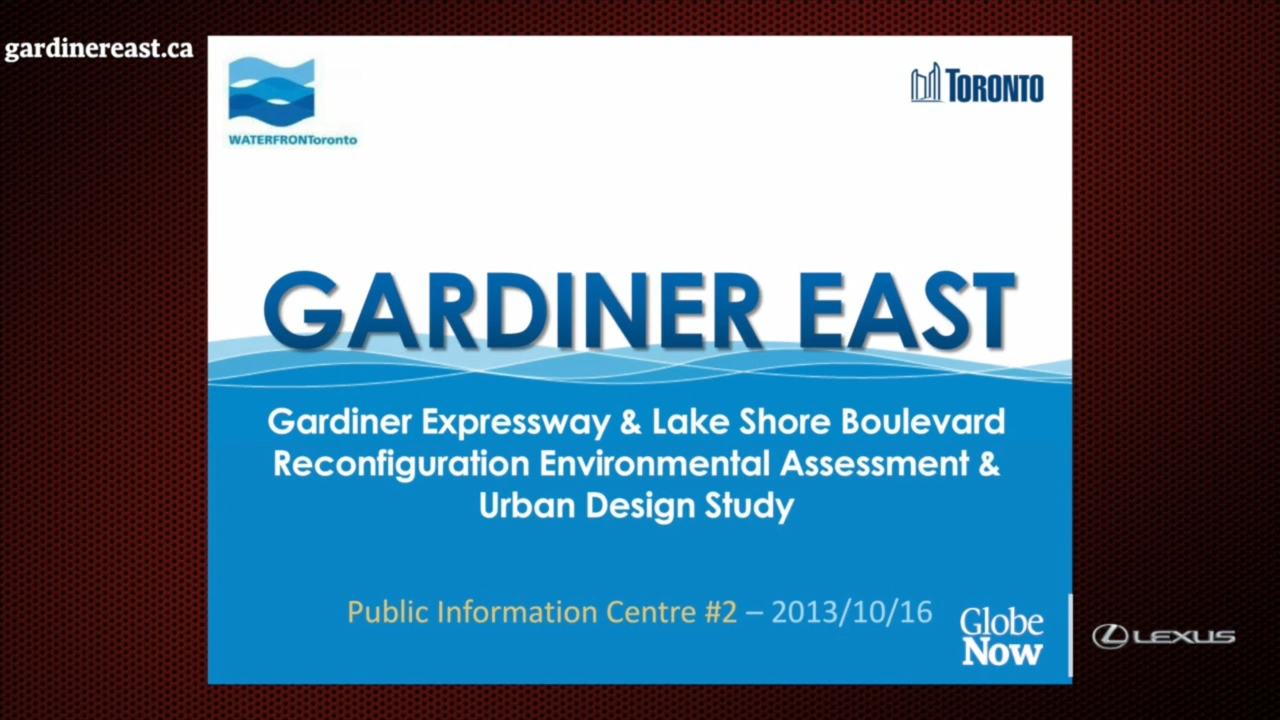 gardinereast.ca
WATERFRONToronto
TORONTO
GARDINER EAST
Gardiner Expressway & Lake Shore Boulevard
Reconfiguration Environmental Assessment &
Urban Design Study
Public Information Centre #2 – 2013/10/16
Globe
Now
LEXUS